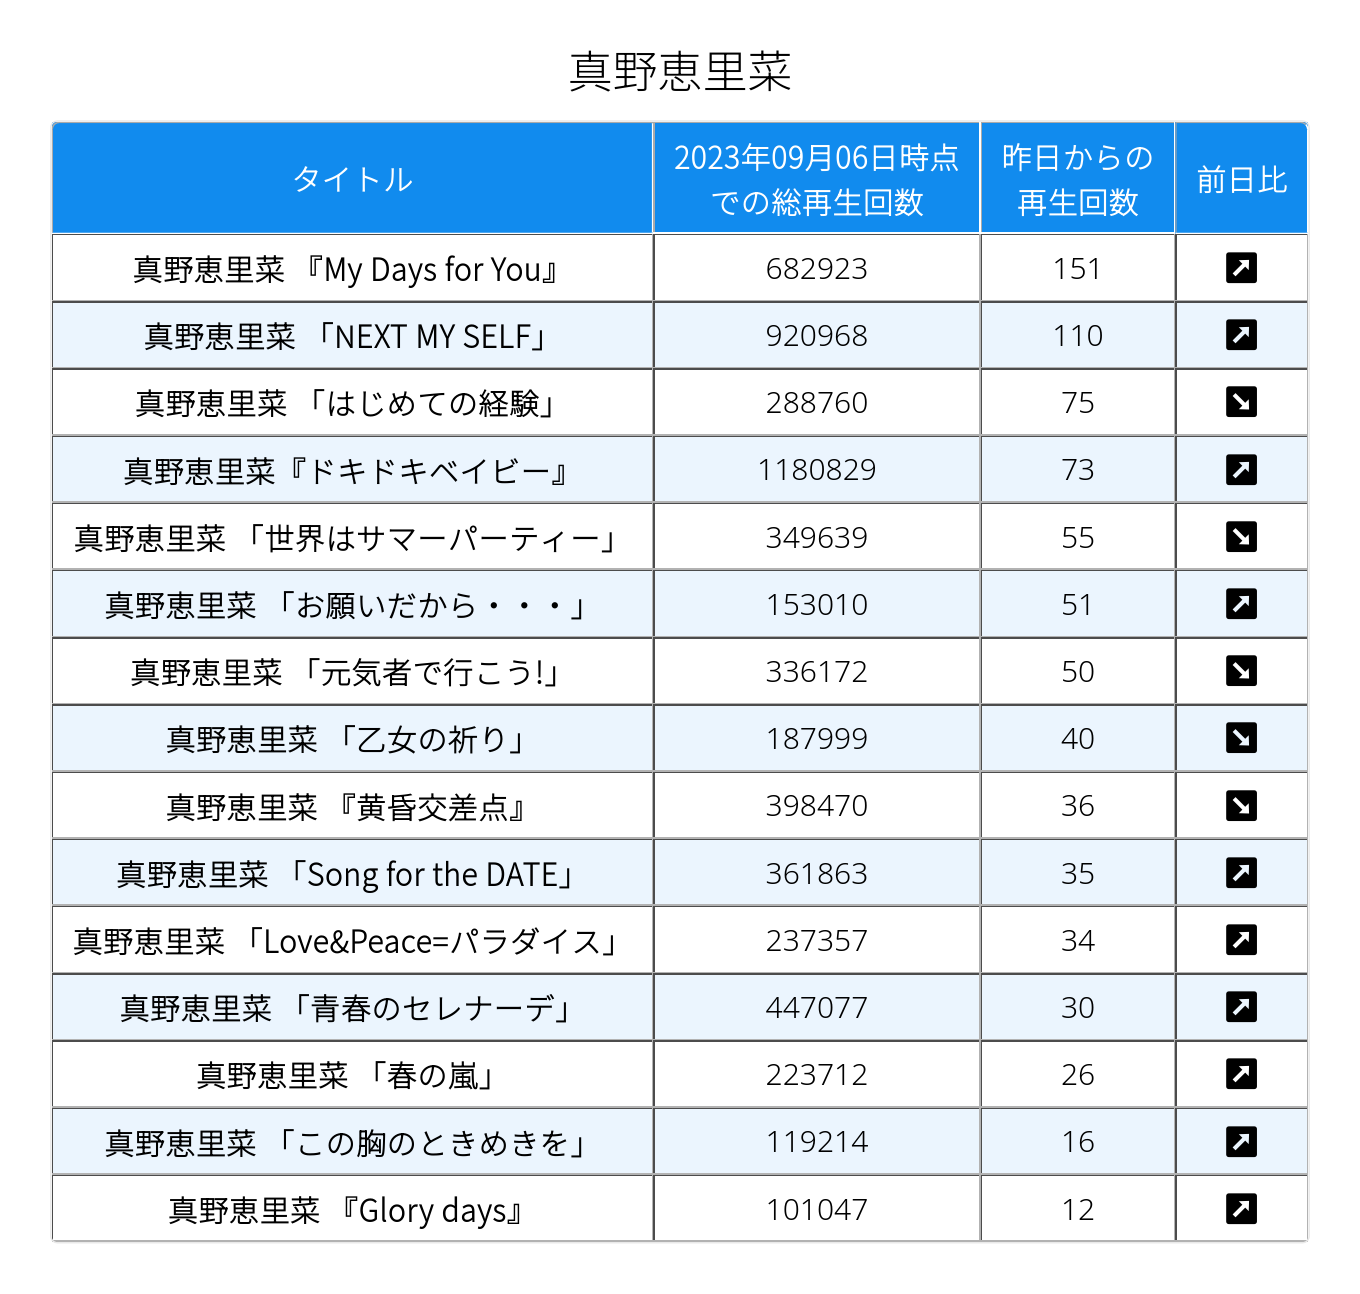 真野恵里菜
タイトル 2023年09月06日時点での総再生回数 昨日からの再生回数 前日比
真野恵里菜 『My Days for You』 682923 151 ↗
真野恵里菜 「NEXT MY SELF」 920968 110 ↗
真野恵里菜 「はじめての経験」 288760 75 ↘
真野恵里菜『ドキドキベイビー』 1180829 73 ↗
真野恵里菜 「世界はサマーパーティー」 349639 55 ↘
真野恵里菜 「お願いだから・・・」 153010 51 ↗
真野恵里菜 「元気者で行こう!」 336172 50 ↘
真野恵里菜 「乙女の祈り」 187999 40 ↘
真野恵里菜 『黄昏交差点』 398470 36 ↘
真野恵里菜 「Song for the DATE」 361863 35 ↗
真野恵里菜 「Love&Peace=パラダイス」 237357 34 ↗
真野恵里菜 「青春のセレナーデ」 447077 30 ↗
真野恵里菜 「春の嵐」 223712 26 ↗
真野恵里菜 「この胸のときめきを」 119214 16 ↗
真野恵里菜 『Glory days』 101047 12 ↗